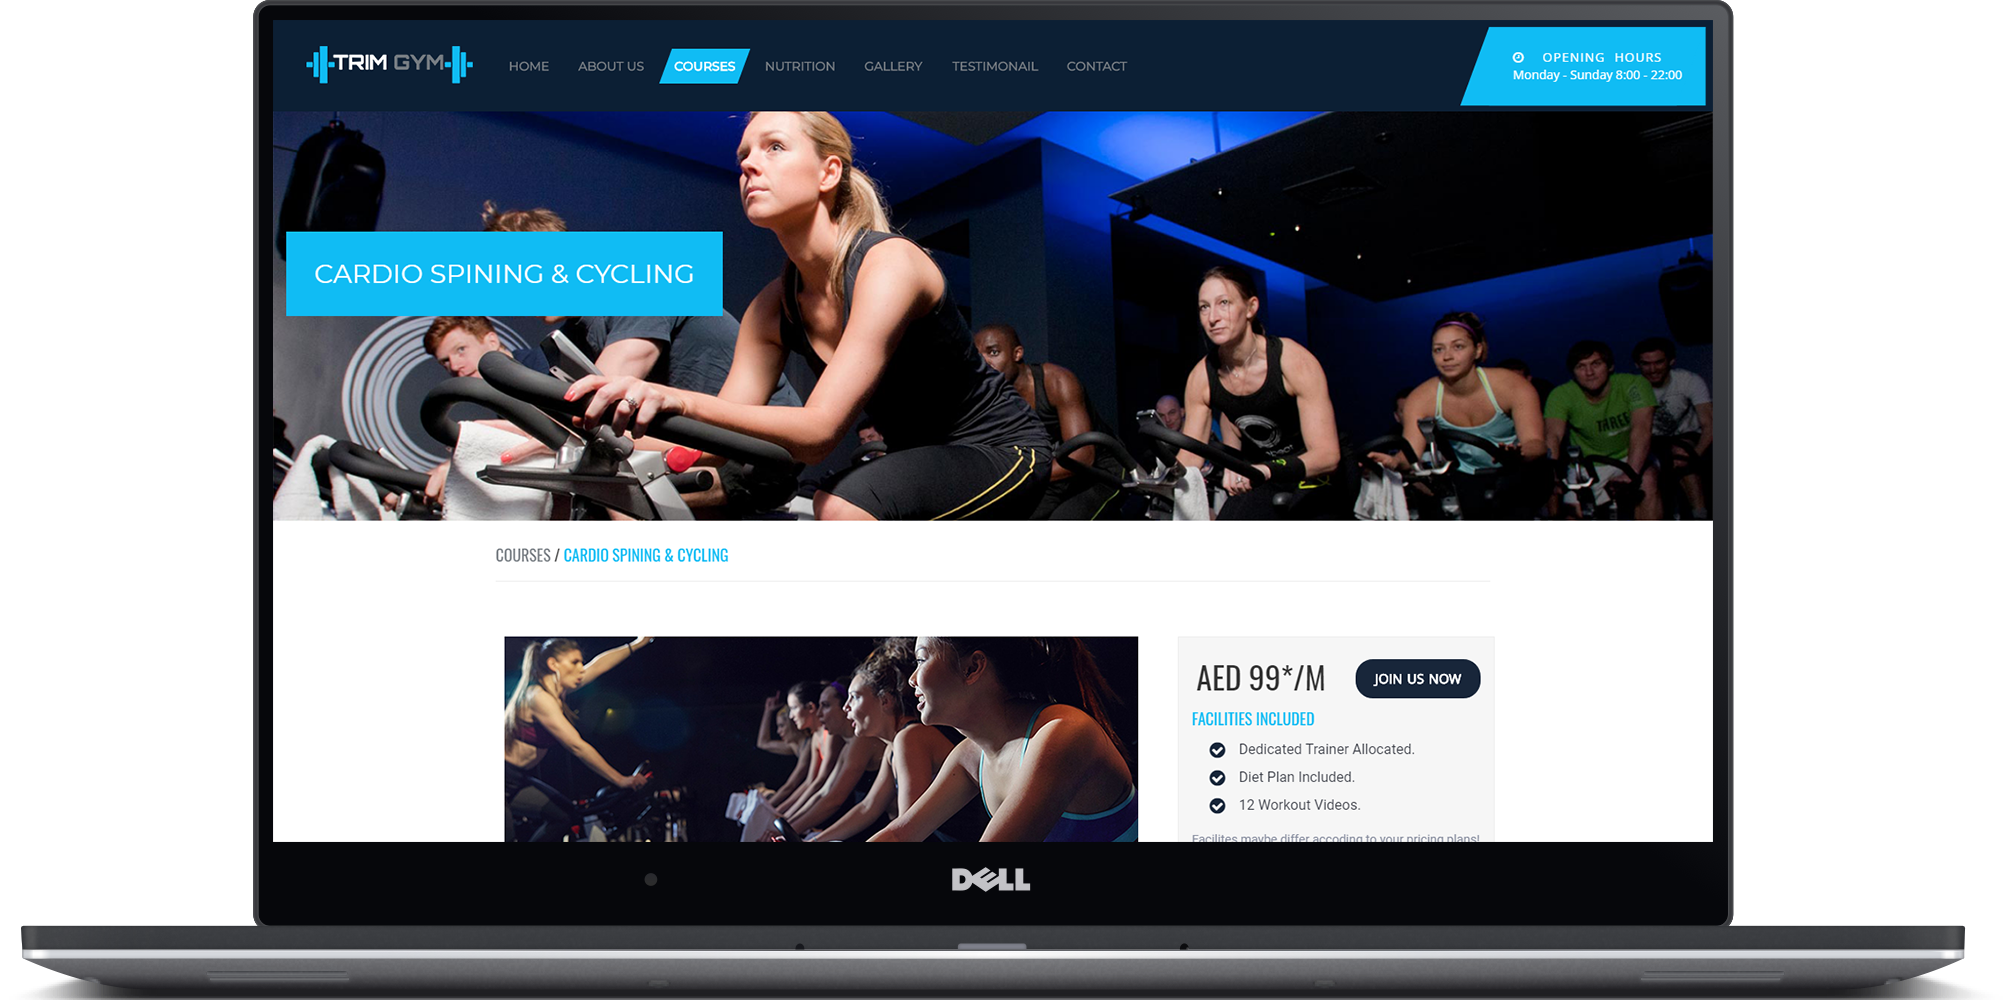 TRIM GYM
HOME ABOUT US COURSES NUTRITION GALLERY TESTIMONAIL CONTACT
OPENING HOURS
Monday - Sunday 8:00 - 22:00
CARDIO SPINING & CYCLING
COURSES / CARDIO SPINING & CYCLING
AED 99*/M
JOIN US NOW
FACILITIES INCLUDED
Dedicated Trainer Allocated.
Diet Plan Included.
12 Workout Videos.
Facilites maybe differ accoding to your pricing plans!
DELL